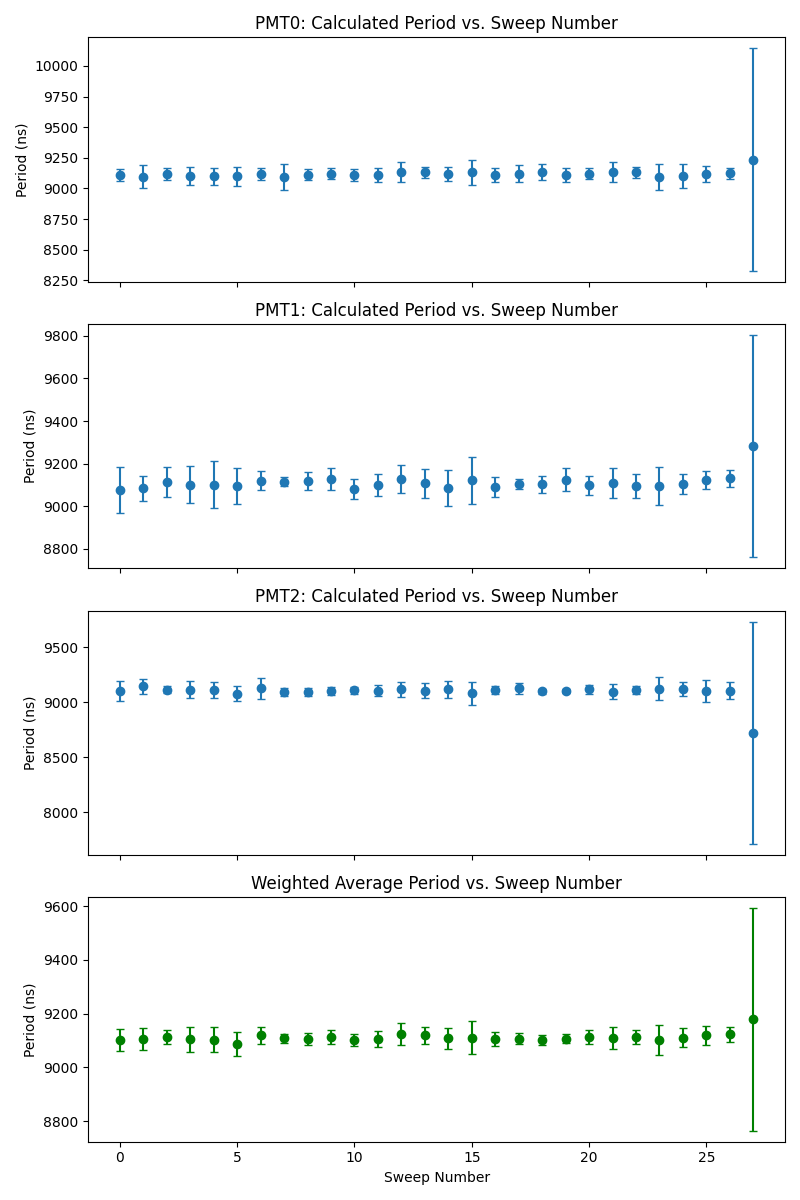 PMT0: Calculated Period vs. Sweep Number
10000
9750
9500
9250
9000
8750
8500
8250
Period (ns)
PMT1: Calculated Period vs. Sweep Number
9800
9600
9400
9200
9000
8800
Period (ns)
PMT2: Calculated Period vs. Sweep Number
9500
9000
8500
8000
Period (ns)
Weighted Average Period vs. Sweep Number
9600
9400
9200
9000
8800
Period (ns)
0 5 10 15 20 25
Sweep Number